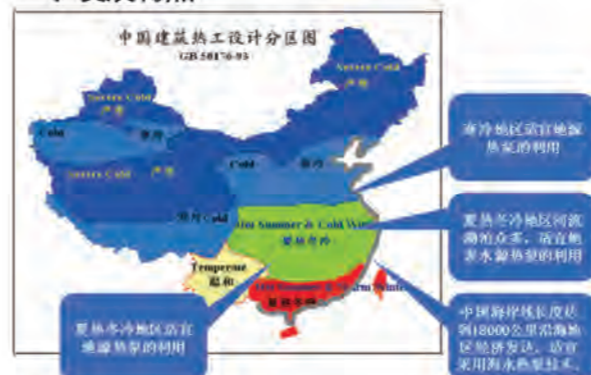 中国建筑热工设计分区图
GB 50176-93
Severe Cold
严寒
Severe Cold
严寒
Cold
寒冷
Cold
寒冷
Severe Cold
严寒
寒冷 Cold
Hot Summer & Cold Winter
夏热冬冷
Temperate
温和
Hot Summer & Warm Winter
夏热冬暖
寒冷地区适宜地源
热泵的利用
夏热冬冷地区河流
湖泊众多，适宜地
表水源热泵的利用
夏热冬冷地区适宜
地源热泵的利用
中国海岸线长度达
到18000公里沿海地
区经济发达，适宜
采用海水热泵技术。